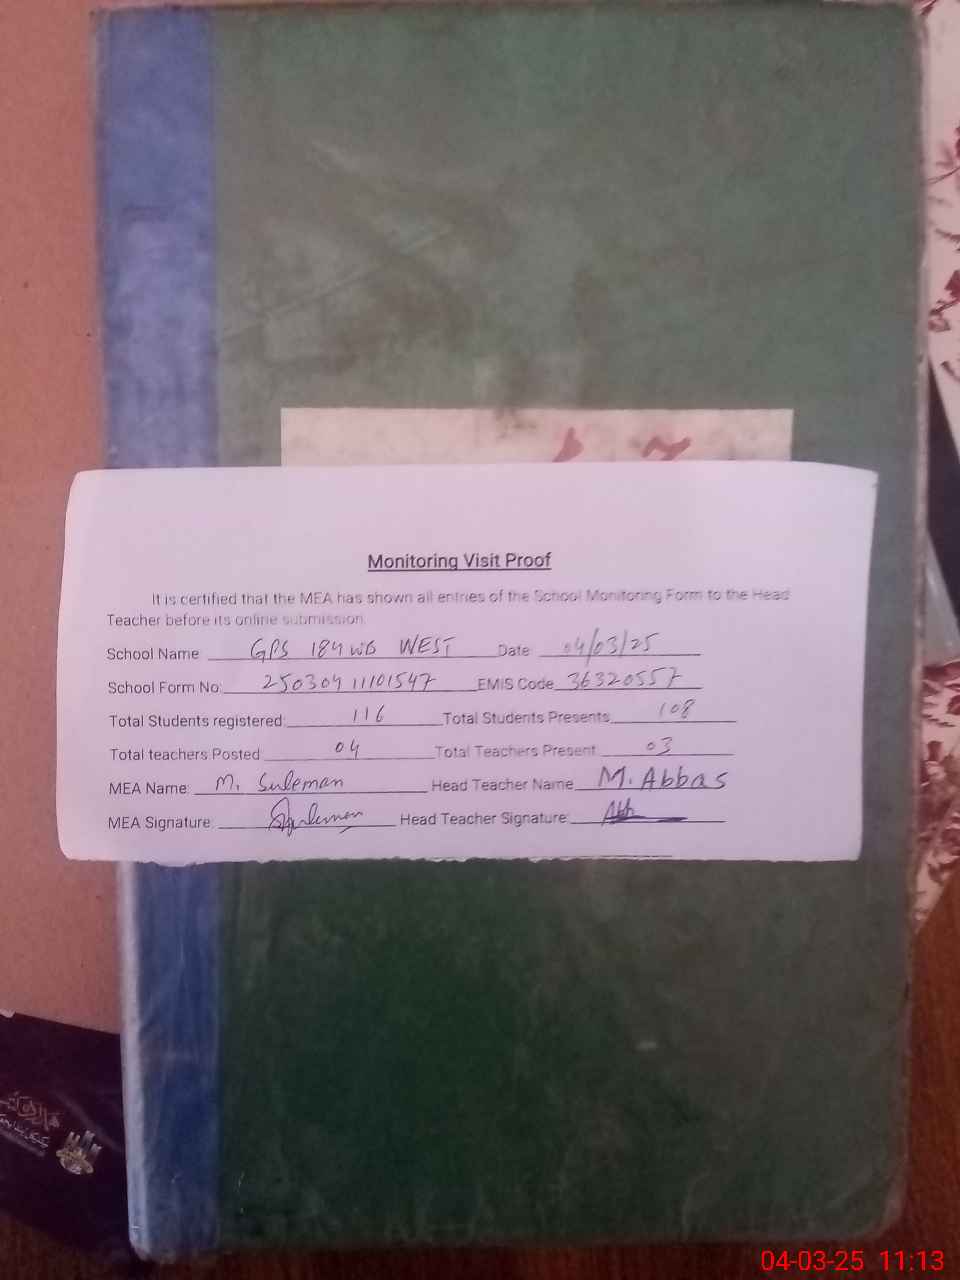 Monitoring Visit Proof
It is certified that the MEA has shown all entries of the School Monitoring Form to the Head
Teacher before its online submission.
School Name GPS 184 WB WEST Date 04/03/25
School Form No: 25030411101547 EMIS Code 36320557
Total Students registered: 116 Total Students Presents 108
Total teachers Posted: 04 Total Teachers Present 03
MEA Name: M. Suleman Head Teacher Name M. Abbas
MEA Signature: Suleman Head Teacher Signature: Abb
04-03-25 11:13